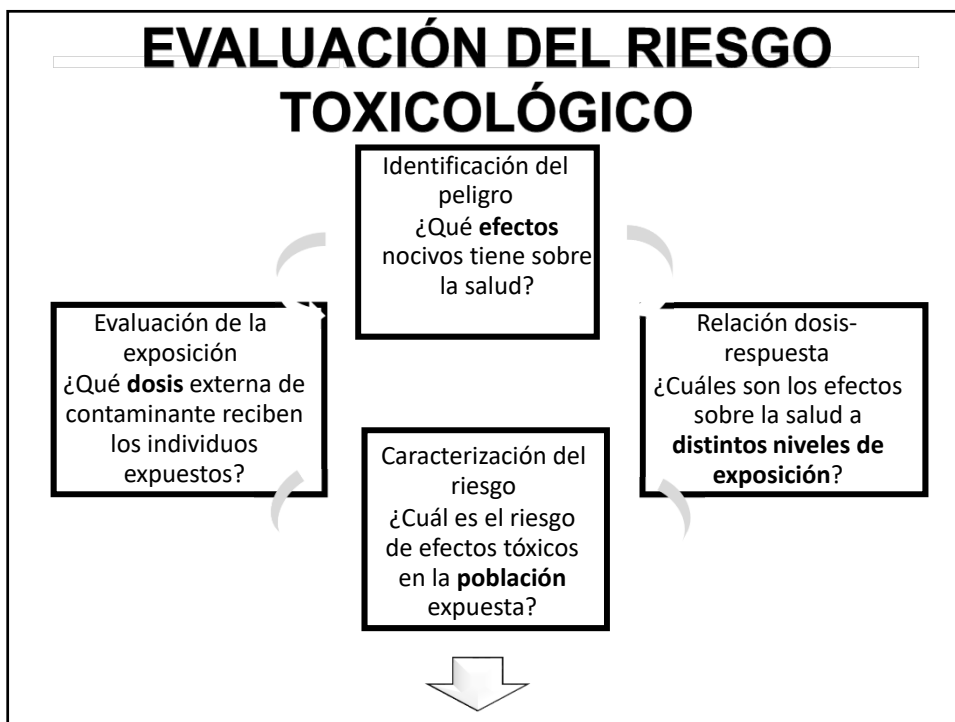 EVALUACIÓN DEL RIESGO
TOXICOLÓGICO
Identificación del
peligro
¿Qué efectos
nocivos tiene sobre
la salud?
Evaluación de la
exposición
¿Qué dosis externa de
contaminante reciben
los individuos
expuestos?
Relación dosis-
respuesta
¿Cuáles son los efectos
sobre la salud a
distintos niveles de
exposición?
Caracterización del
riesgo
¿Cuál es el riesgo
de efectos tóxicos
en la población
expuesta?